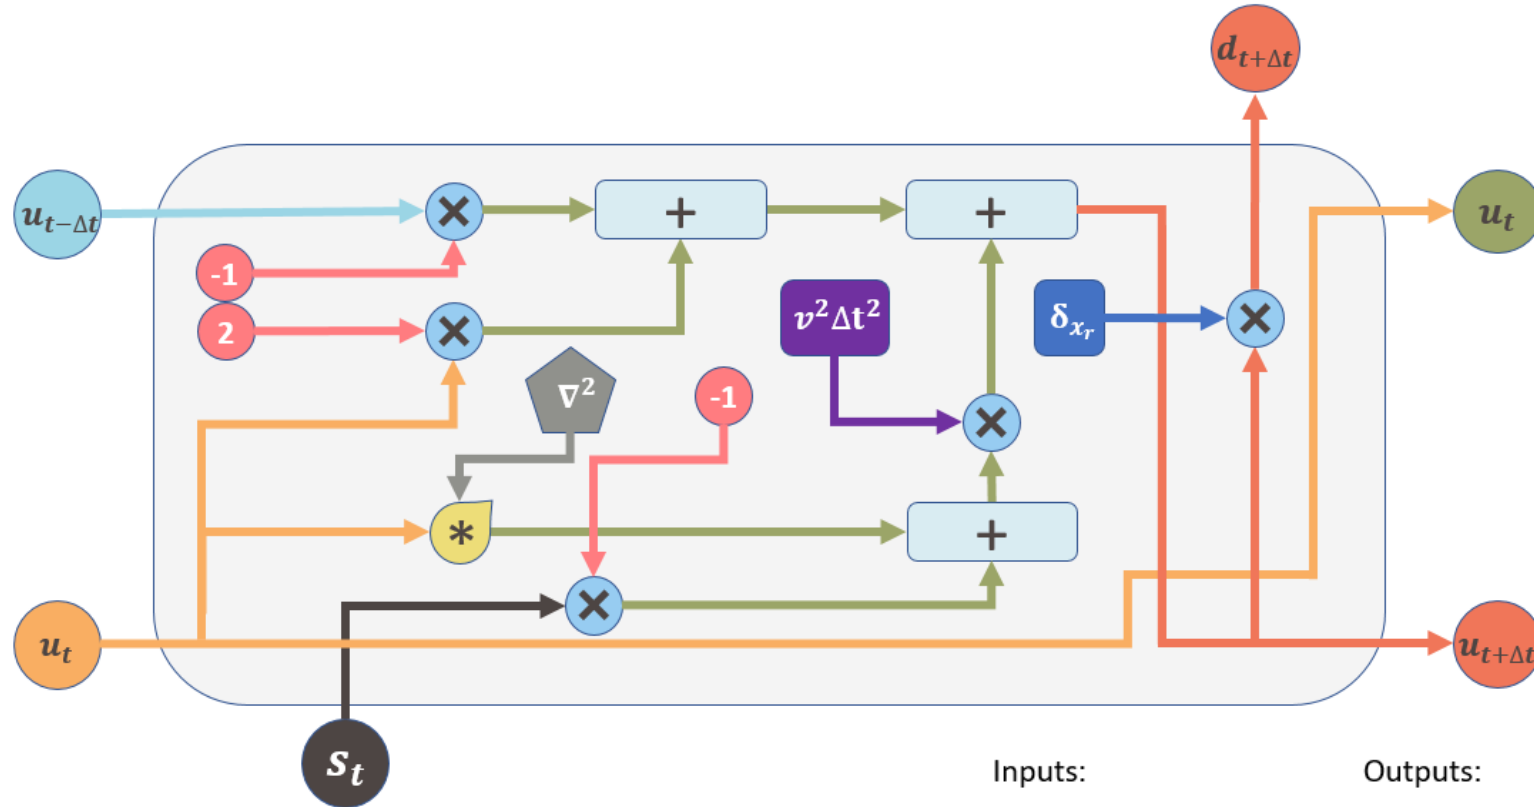 d_{t+Δt}
u_{t−Δt}
×
+
+
u_t
-1
2
×
v²Δt²
δ_{x_r}
×
∇²
-1
×
*
+
×
u_t
u_{t+Δt}
s_t
Inputs:
Outputs: